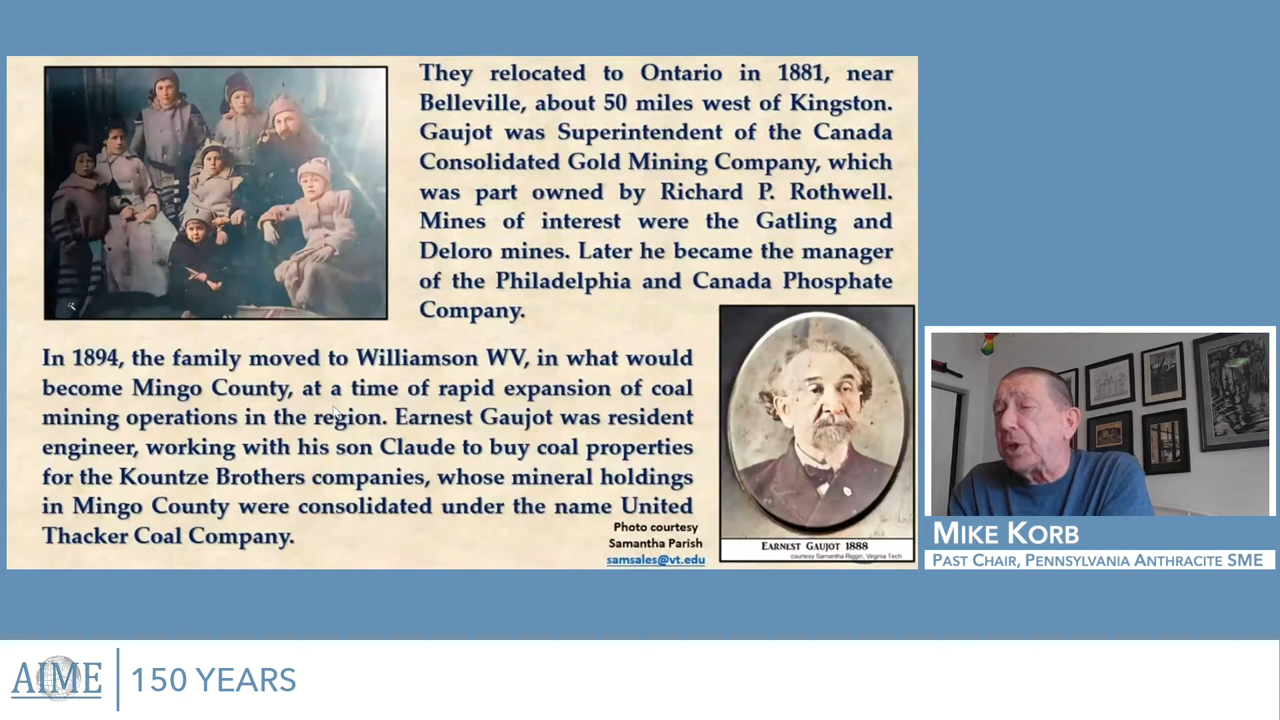 They relocated to Ontario in 1881, near
Belleville, about 50 miles west of Kingston.
Gaujot was Superintendent of the Canada
Consolidated Gold Mining Company, which
was part owned by Richard P. Rothwell.
Mines of interest were the Gatling and
Deloro mines. Later he became the manager
of the Philadelphia and Canada Phosphate
Company.
In 1894, the family moved to Williamson WV, in what would
become Mingo County, at a time of rapid expansion of coal
mining operations in the region. Earnest Gaujot was resident
engineer, working with his son Claude to buy coal properties
for the Kountze Brothers companies, whose mineral holdings
in Mingo County were consolidated under the name United
Thacker Coal Company.
Photo courtesy
Samantha Parish
samsales@vt.edu
EARNEST GAUJOT 1888
courtesy Samantha Riggin, Virginia Tech
MIKE KORB
PAST CHAIR, PENNSYLVANIA ANTHRACITE SME
AIME
150 YEARS